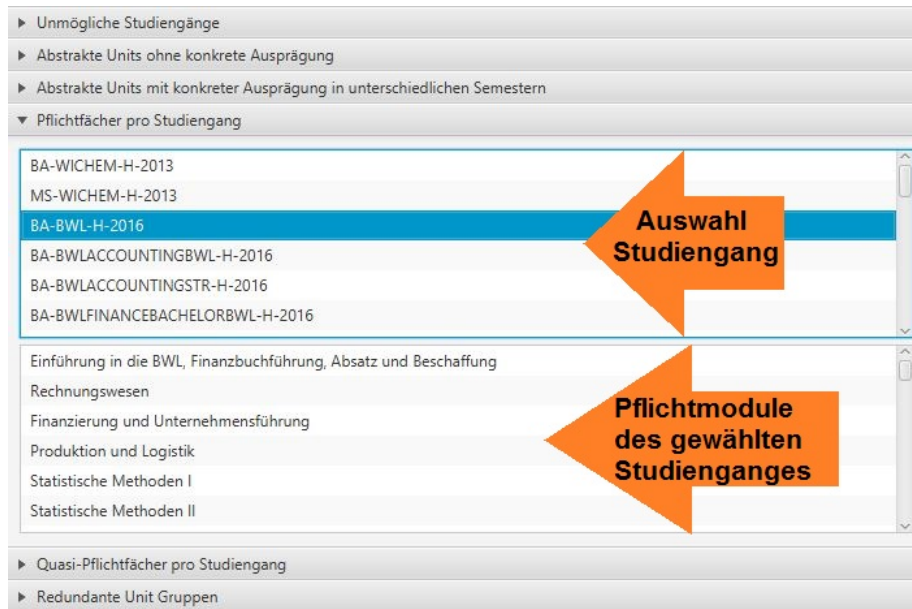 Unmögliche Studiengänge
Abstrakte Units ohne konkrete Ausprägung
Abstrakte Units mit konkreter Ausprägung in unterschiedlichen Semestern
Pflichtfächer pro Studiengang
BA-WICHEM-H-2013
MS-WICHEM-H-2013
BA-BWL-H-2016
BA-BWLACCOUNTINGBWL-H-2016
BA-BWLACCOUNTINGSTR-H-2016
BA-BWLFINANCEBACHELORBWL-H-2016
Auswahl
Studiengang
Einführung in die BWL, Finanzbuchführung, Absatz und Beschaffung
Rechnungswesen
Finanzierung und Unternehmensführung
Produktion und Logistik
Statistische Methoden I
Statistische Methoden II
Pflichtmodule
des gewählten
Studienganges
Quasi-Pflichtfächer pro Studiengang
Redundante Unit Gruppen